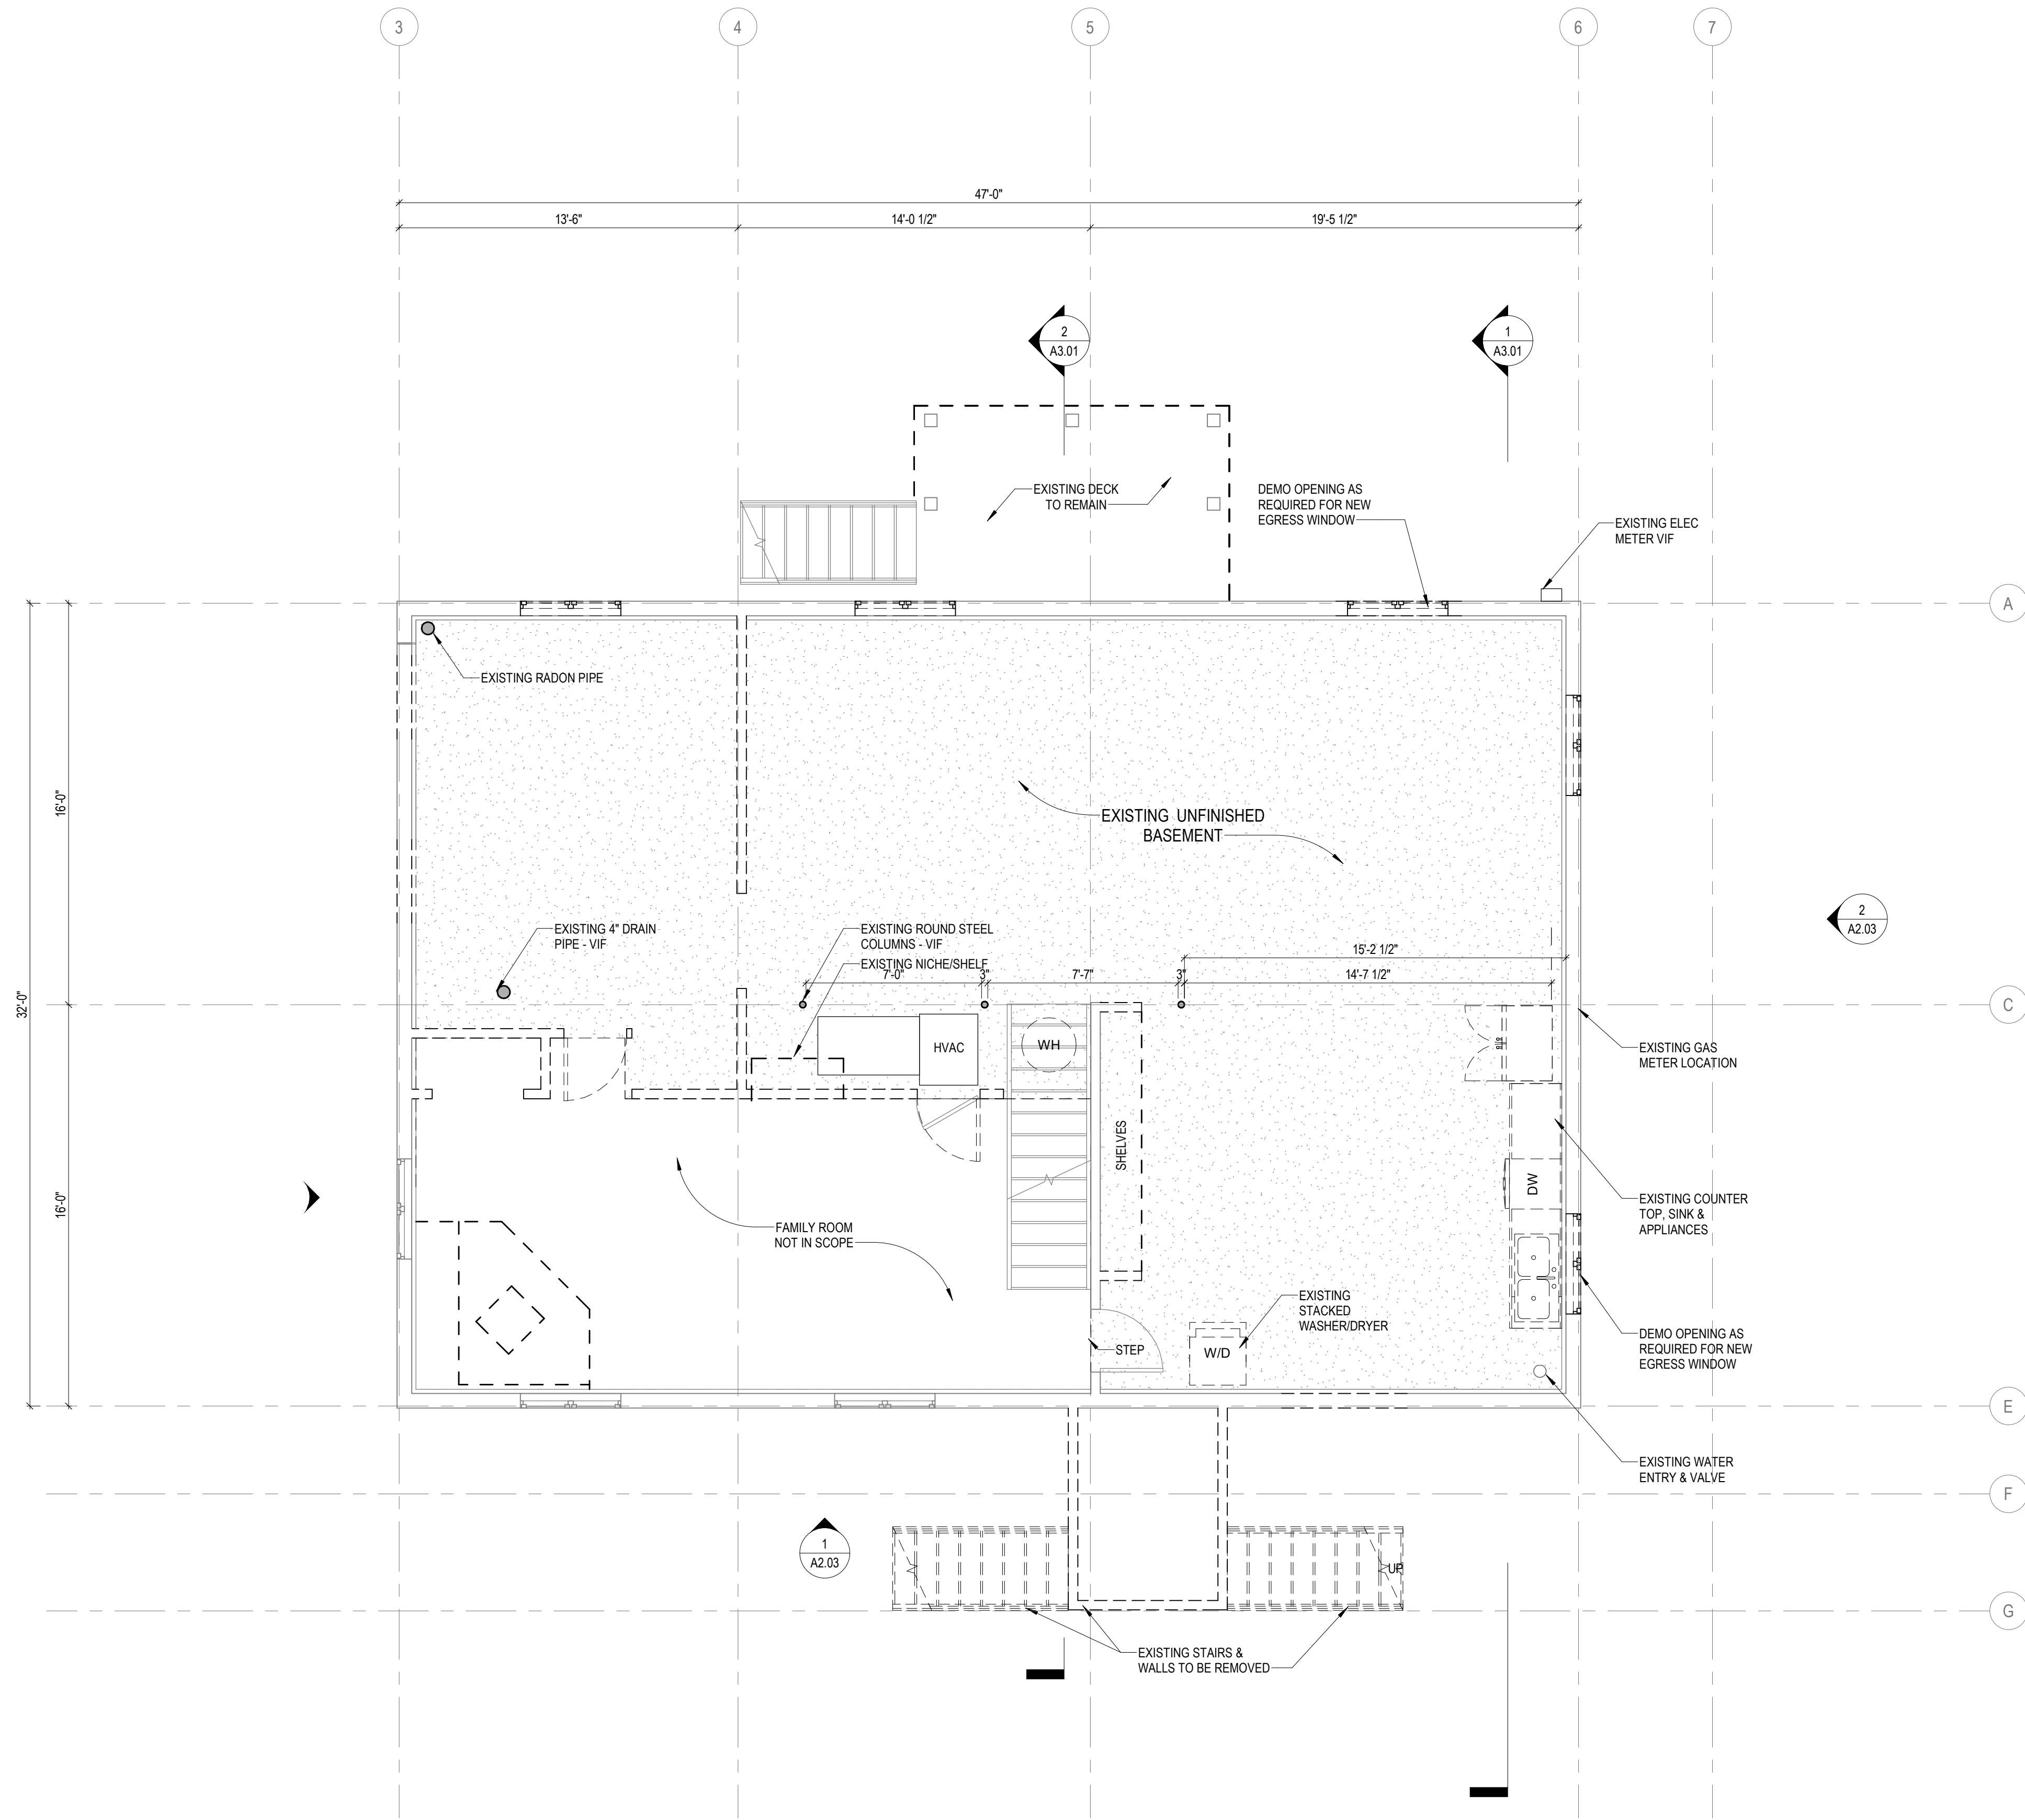 3
4
5
6
7
47'-0"
13'-6"
14'-0 1/2"
19'-5 1/2"
2
A3.01
1
A3.01
EXISTING DECK
TO REMAIN
DEMO OPENING AS
REQUIRED FOR NEW
EGRESS WINDOW
EXISTING ELEC
METER VIF
A
EXISTING RADON PIPE
16'-0"
32'-0"
16'-0"
EXISTING UNFINISHED
BASEMENT
2
A2.03
EXISTING 4" DRAIN
PIPE - VIF
EXISTING ROUND STEEL
COLUMNS - VIF
EXISTING NICHE/SHELF
15'-2 1/2"
7'-0"
3"
7'-7"
3"
14'-7 1/2"
C
HVAC
WH
EXISTING GAS
METER LOCATION
SHELVES
DW
EXISTING COUNTER
TOP, SINK &
APPLIANCES
FAMILY ROOM
NOT IN SCOPE
EXISTING
STACKED
WASHER/DRYER
STEP
W/D
DEMO OPENING AS
REQUIRED FOR NEW
EGRESS WINDOW
E
EXISTING WATER
ENTRY & VALVE
F
1
A2.03
UP
G
EXISTING STAIRS &
WALLS TO BE REMOVED